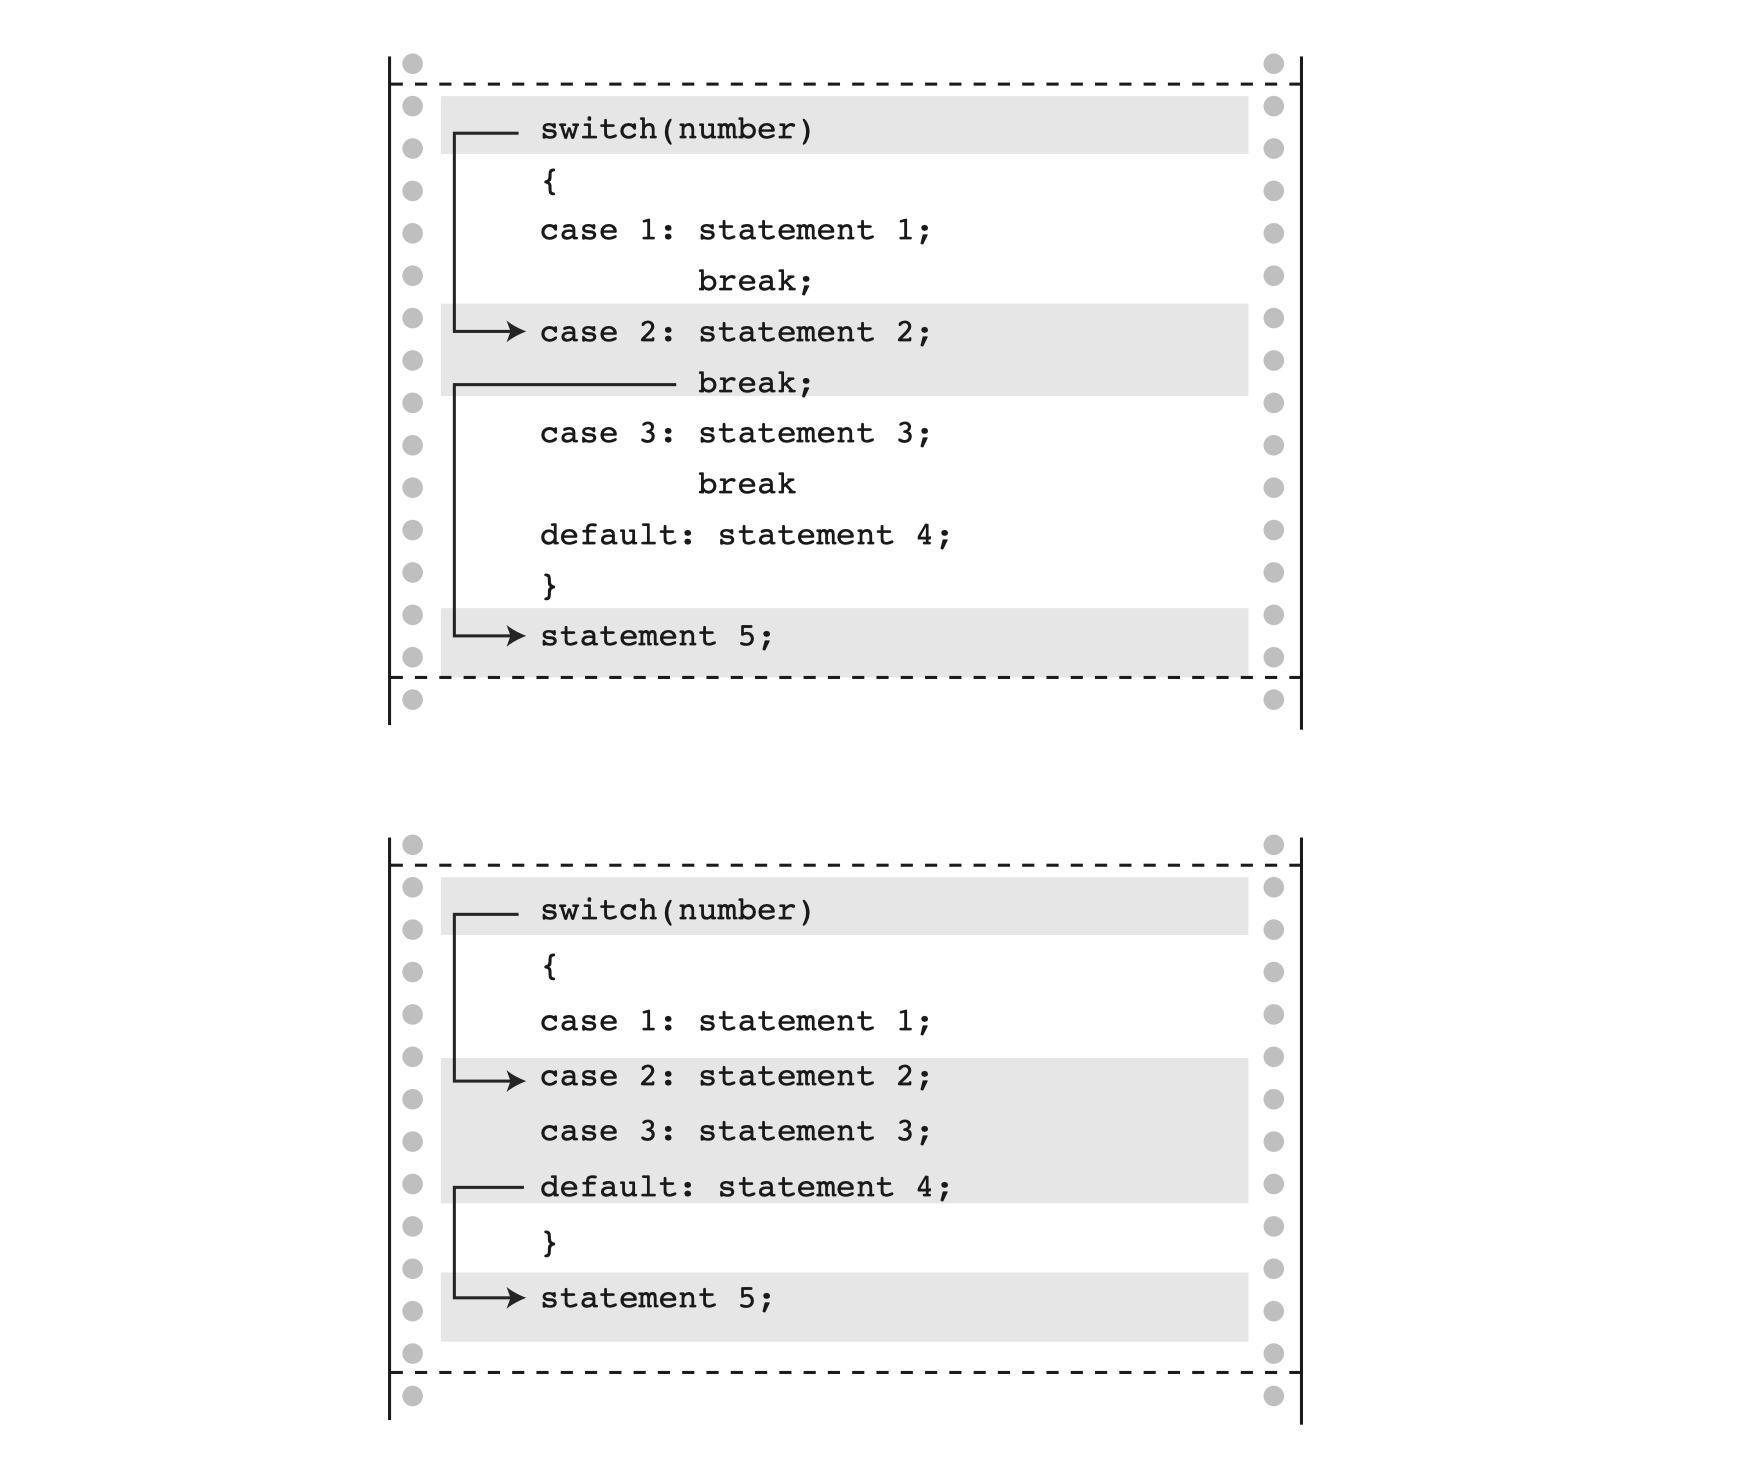 switch(number)
{
case 1: statement 1;
break;
case 2: statement 2;
break;
case 3: statement 3;
break
default: statement 4;
}
statement 5;
switch(number)
{
case 1: statement 1;
case 2: statement 2;
case 3: statement 3;
default: statement 4;
}
statement 5;